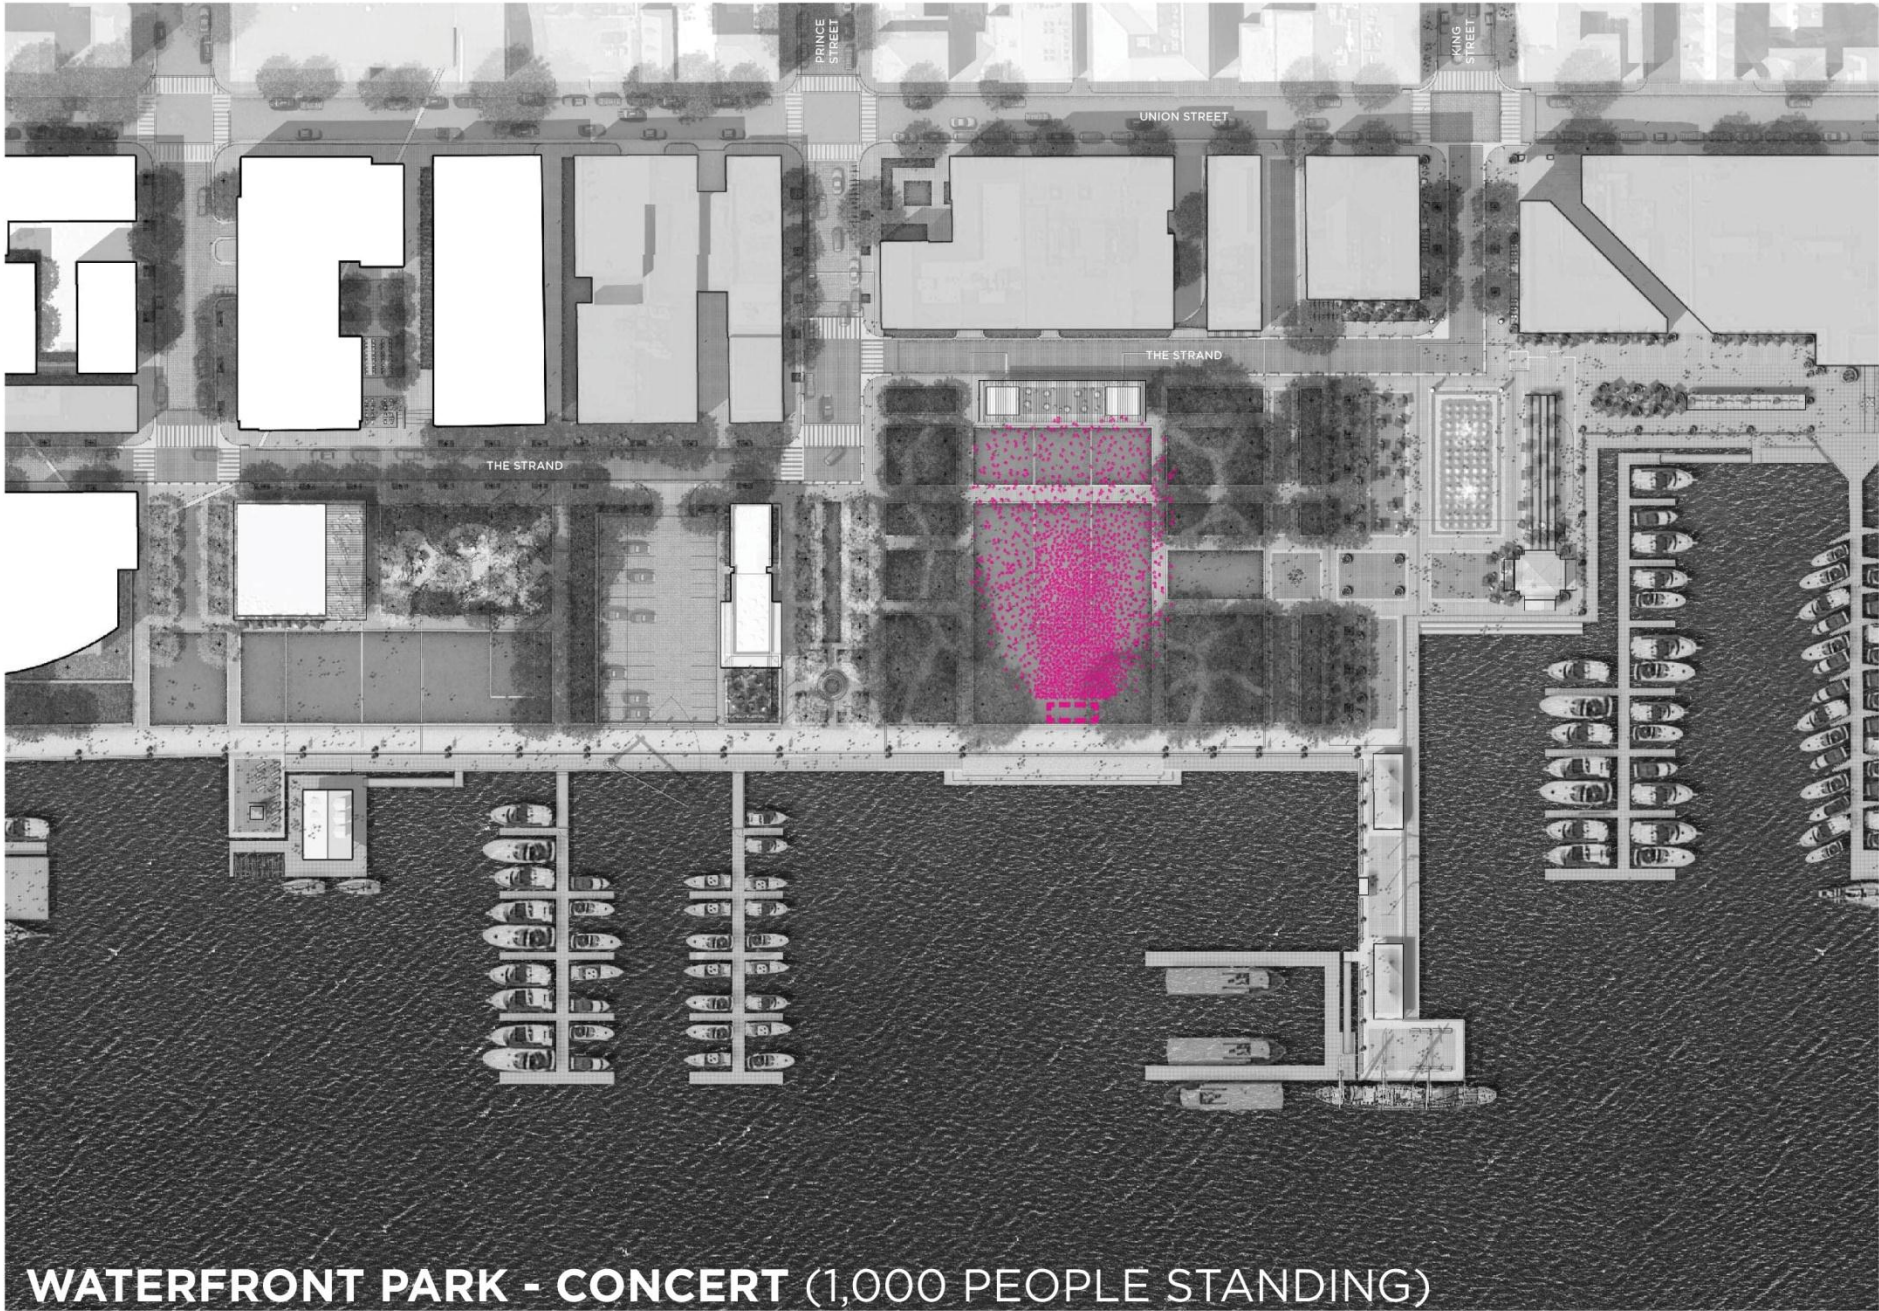 PRINCE
STREET
KING
STREET
UNION STREET
THE STRAND
THE STRAND
WATERFRONT PARK - CONCERT (1,000 PEOPLE STANDING)